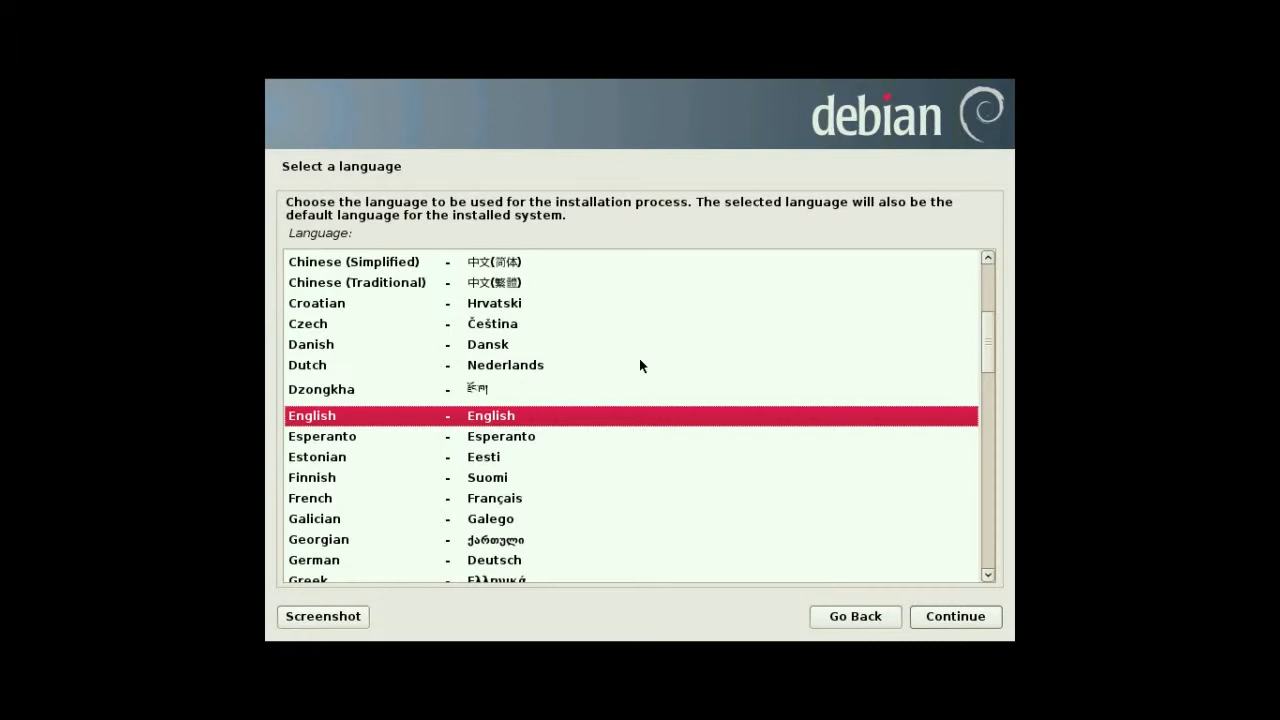 debian
Select a language
Choose the language to be used for the installation process. The selected language will also be the
default language for the installed system.
Language:
Chinese (Simplified) - 中文(简体)
Chinese (Traditional) - 中文(繁體)
Croatian - Hrvatski
Czech - Čeština
Danish - Dansk
Dutch - Nederlands
Dzongkha - རྫོང་ཁ།
English - English
Esperanto - Esperanto
Estonian - Eesti
Finnish - Suomi
French - Français
Galician - Galego
Georgian - ქართული
German - Deutsch
Greek - Ελληνικά
Screenshot Go Back Continue